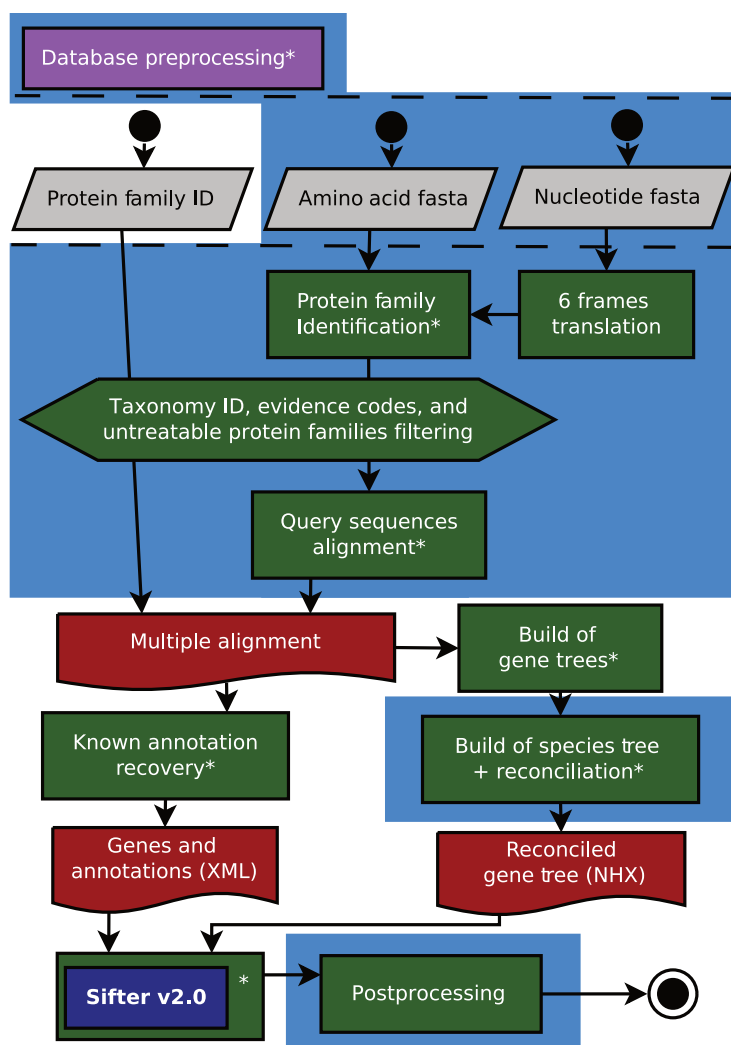 Database preprocessing*
Protein family ID
Amino acid fasta
Nucleotide fasta
Protein family
Identification*
6 frames
translation
Taxonomy ID, evidence codes, and
untreatable protein families filtering
Query sequences
alignment*
Multiple alignment
Build of
gene trees*
Known annotation
recovery*
Build of species tree
+ reconciliation*
Genes and
annotations (XML)
Reconciled
gene tree (NHX)
Sifter v2.0
*
Postprocessing